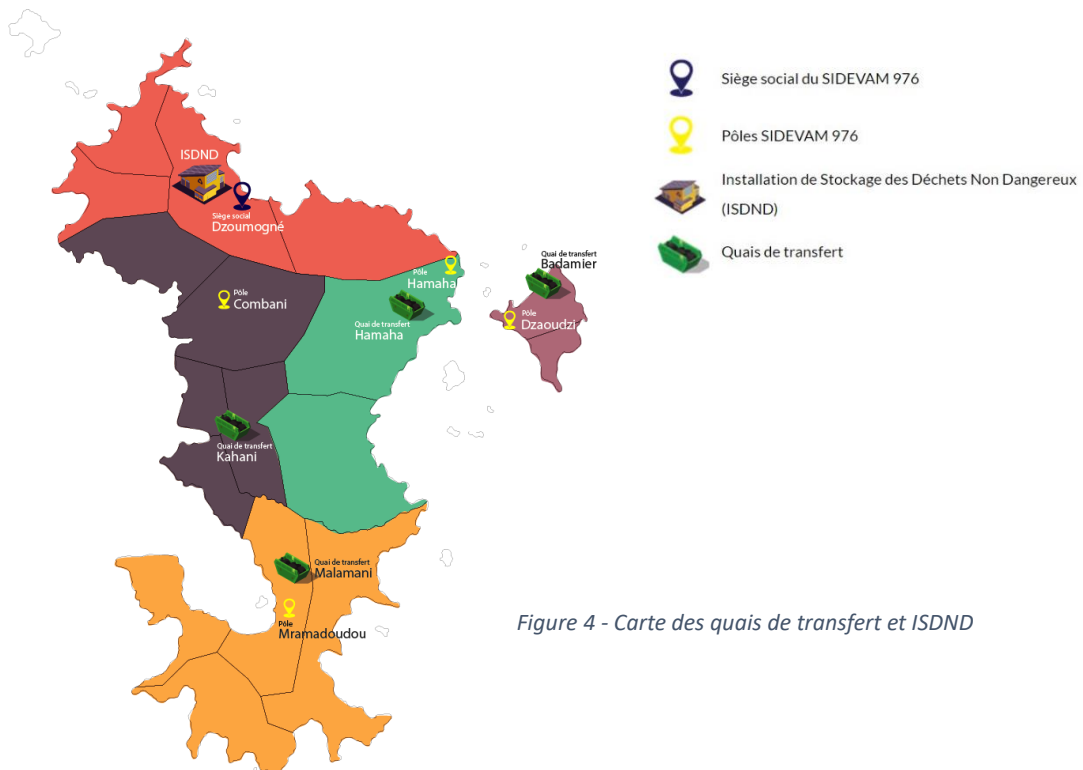 ISDND
Siège social
Dzoumogné
Pôle
Combani
Pôle
Hamaha
Quai de transfert
Hamaha
Quai de transfert
Badamier
Pôle
Dzaoudzi
Quai de transfert
Kahani
Quai de transfert
Malamani
Pôle
Mramadoudou
Siège social du SIDEVAM 976
Pôles SIDEVAM 976
Installation de Stockage des Déchets Non Dangereux
(ISDND)
Quais de transfert
Figure 4 - Carte des quais de transfert et ISDND